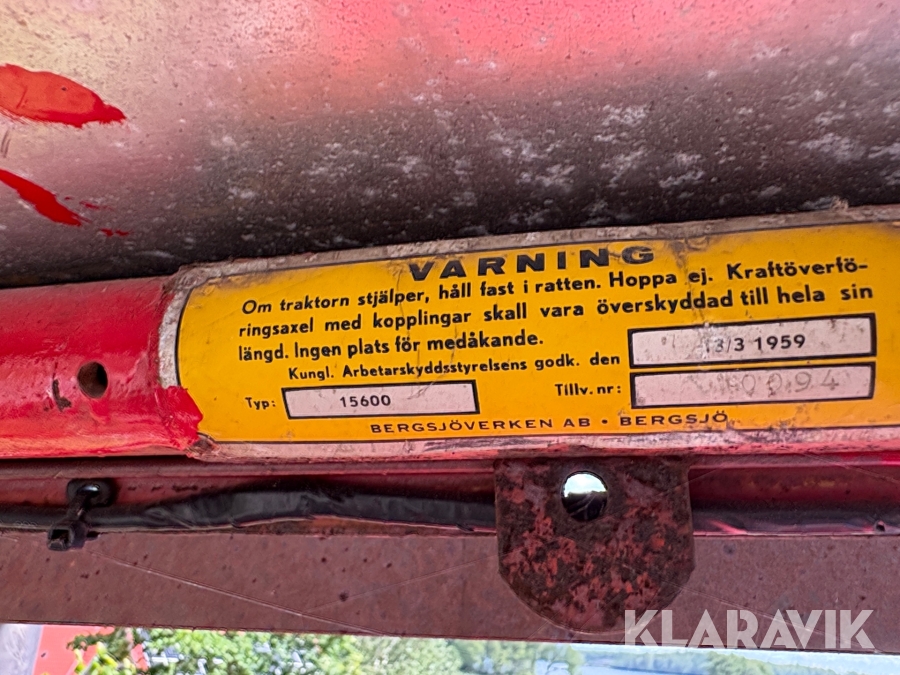 VARNING
Om traktorn stjälper, håll fast i ratten. Hoppa ej. Kraftöverfö-
ringsaxel med kopplingar skall vara överskyddad till hela sin
längd. Ingen plats för medåkande.
Kungl. Arbetarskyddsstyrelsens godk. den 3/3 1959
Typ: 15600 Tillv. nr:
BERGSJÖVERKEN AB • BERGSJÖ
KLARAVIK